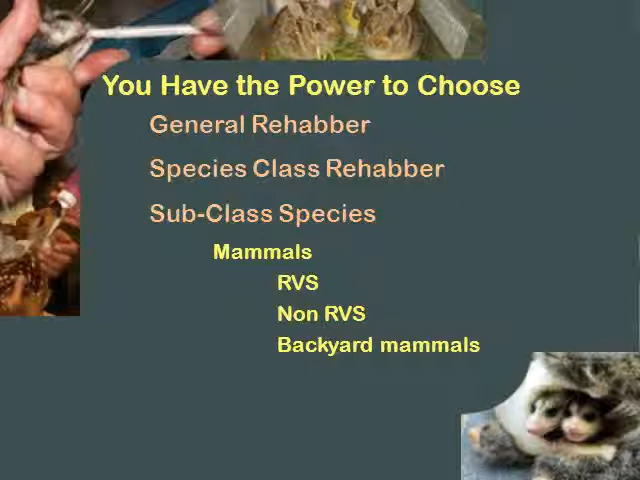 You Have the Power to Choose
General Rehabber
Species Class Rehabber
Sub-Class Species
Mammals
RVS
Non RVS
Backyard mammals